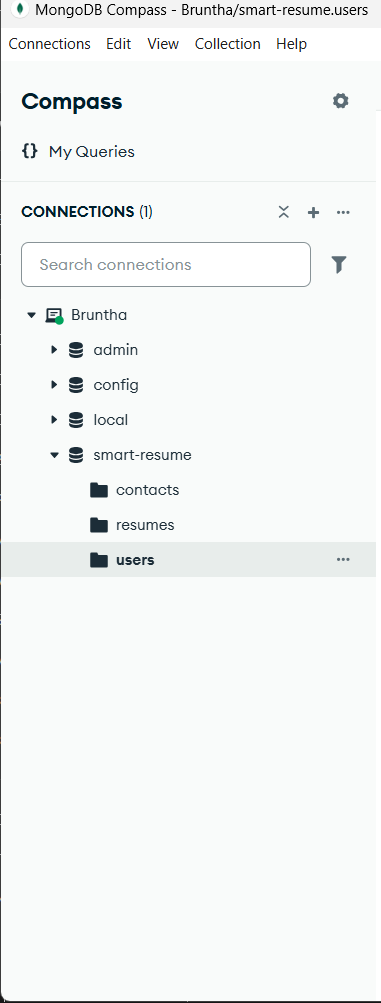 MongoDB Compass - Bruntha/smart-resume.users
Connections Edit View Collection Help
Compass
{} My Queries
CONNECTIONS (1)
Search connections
Bruntha
admin
config
local
smart-resume
contacts
resumes
users